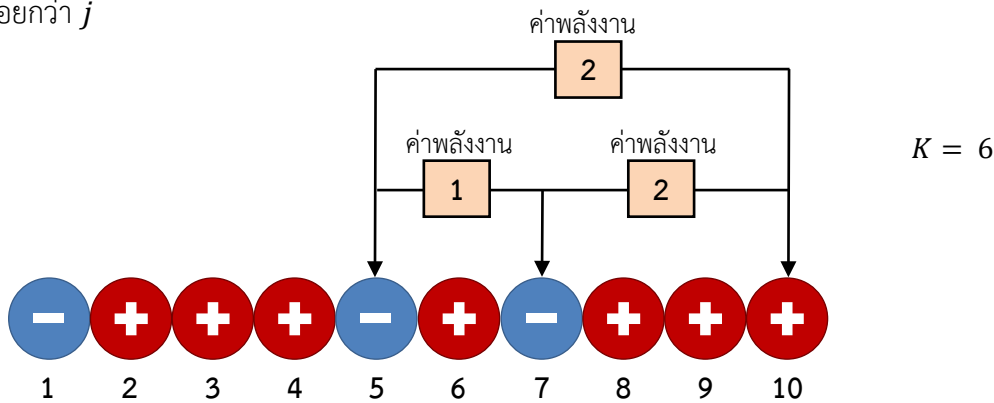 อยกว่า j
ค่าพลังงาน
2
ค่าพลังงาน ค่าพลังงาน
K = 6
1 2
− + + + − + − + + +
1 2 3 4 5 6 7 8 9 10